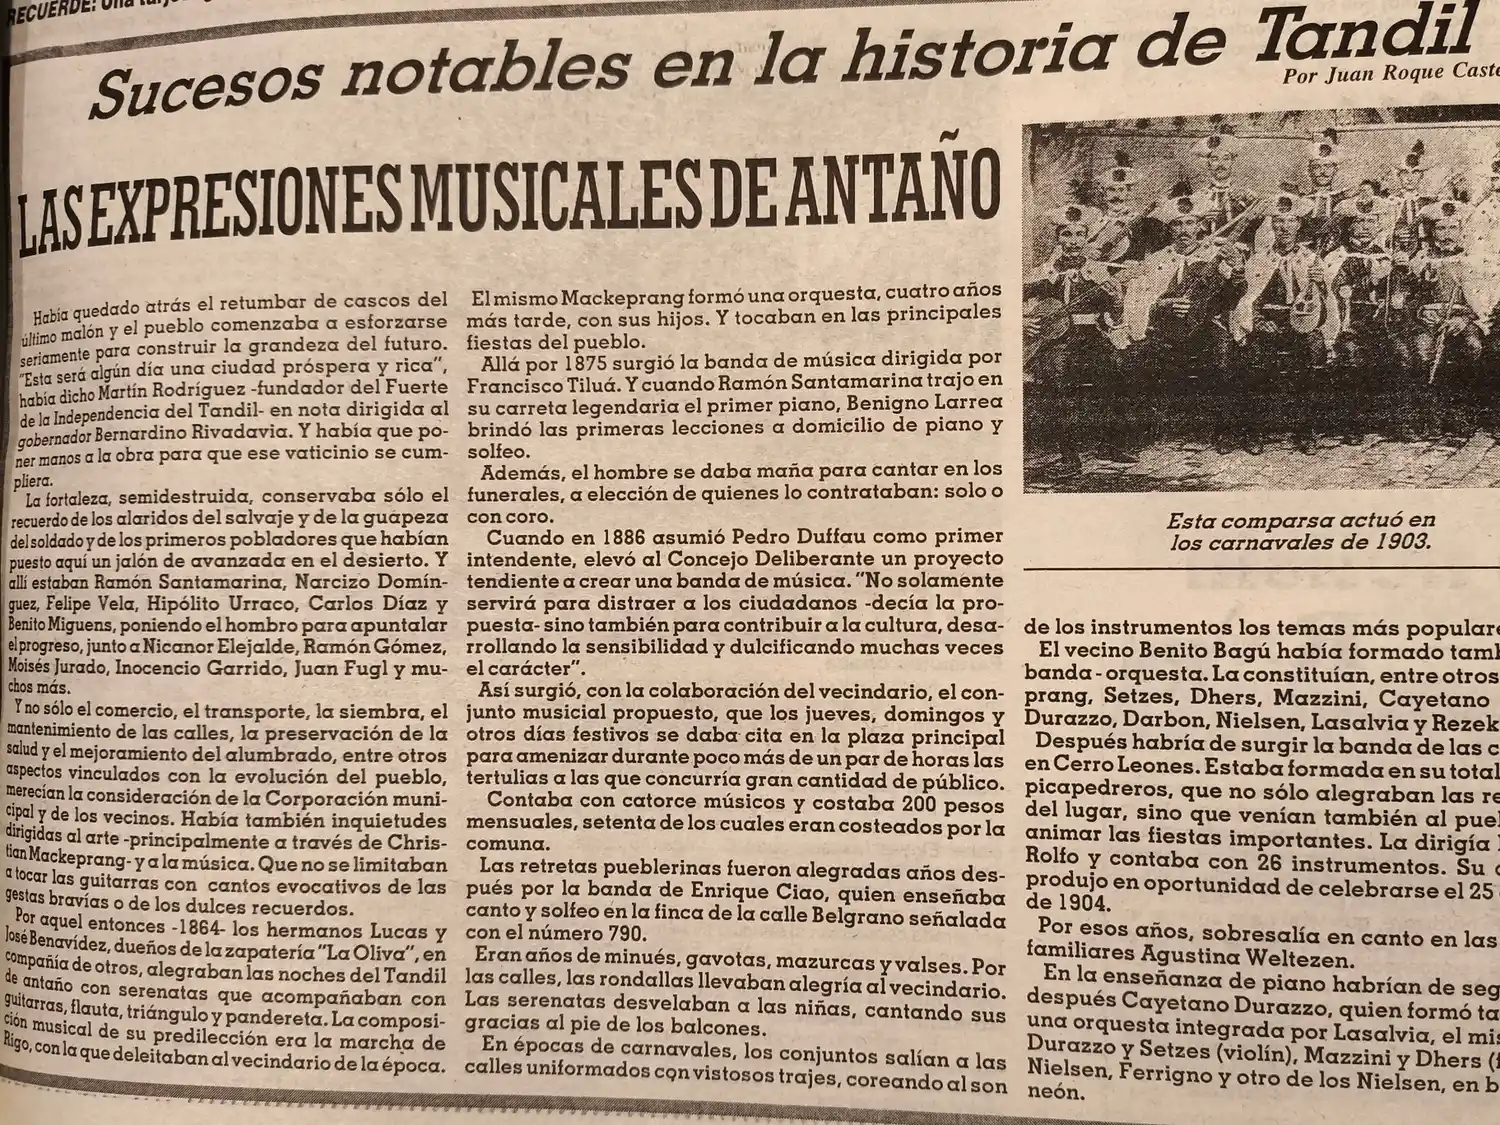 RECUERDE: Una
Sucesos notables en la historia de Tandil
Por Juan Roque
LAS EXPRESIONES MUSICALES DE ANTAÑO
Había quedado atrás el retumbar de cascos del
último malón y el pueblo comenzaba a esforzarse
seriamente para construir la grandeza del futuro.
"Esta será algún día una ciudad próspera y rica",
había dicho Martín Rodríguez -fundador del Fuerte
de la Independencia del Tandil- en nota dirigida al
gobernador Bernardino Rivadavia. Y había que po-
ner manos a la obra para que ese vaticinio se cum-
pliera.
La fortaleza, semidestruida, conservaba sólo el
recuerdo de los alaridos del salvaje y de la guapeza
del soldado y de los primeros pobladores que habían
puesto aquí un jalón de avanzada en el desierto. Y
allí estaban Ramón Santamarina, Narcizo Domín-
guez, Felipe Vela, Hipólito Urraco, Carlos Díaz y
Benito Miguens, poniendo el hombro para apuntalar
el progreso, junto a Nicanor Elejalde, Ramón Gómez,
Moisés Jurado, Inocencio Garrido, Juan Fugl y mu-
chos más.
Y no sólo el comercio, el transporte, la siembra, el
mantenimiento de las calles, la preservación de la
salud y el mejoramiento del alumbrado, entre otros
aspectos vinculados con la evolución del pueblo,
merecían la consideración de la Corporación muni-
cipal y de los vecinos. Había también inquietudes
dirigidas al arte -principalmente a través de Chris-
tian Mackeprang- y a la música. Que no se limitaban
a tocar las guitarras con cantos evocativos de las
gestas bravías o de los dulces recuerdos.
Por aquel entonces -1864- los hermanos Lucas y
José Benavídez, dueños de la zapatería "La Oliva", en
compañía de otros, alegraban las noches del Tandil
de antaño con serenatas que acompañaban con
guitarras, flauta, triángulo y pandereta. La composi-
ción musical de su predilección era la marcha de
Rigo, con la que deleitaban al vecindario de la época.
El mismo Mackeprang formó una orquesta, cuatro años
más tarde, con sus hijos. Y tocaban en las principales
fiestas del pueblo.
Allá por 1875 surgió la banda de música dirigida por
Francisco Tiluá. Y cuando Ramón Santamarina trajo en
su carreta legendaria el primer piano, Benigno Larrea
brindó las primeras lecciones a domicilio de piano y
solfeo.
Además, el hombre se daba maña para cantar en los
funerales, a elección de quienes lo contrataban: solo o
con coro.
Cuando en 1886 asumió Pedro Duffau como primer
intendente, elevó al Concejo Deliberante un proyecto
tendiente a crear una banda de música. "No solamente
servirá para distraer a los ciudadanos -decía la pro-
puesta- sino también para contribuir a la cultura, desa-
rrollando la sensibilidad y dulcificando muchas veces
el carácter".
Así surgió, con la colaboración del vecindario, el con-
junto musicial propuesto, que los jueves, domingos y
otros días festivos se daba cita en la plaza principal
para amenizar durante poco más de un par de horas las
tertulias a las que concurría gran cantidad de público.
Contaba con catorce músicos y costaba 200 pesos
mensuales, setenta de los cuales eran costeados por la
comuna.
Las retretas pueblerinas fueron alegradas años des-
pués por la banda de Enrique Ciao, quien enseñaba
canto y solfeo en la finca de la calle Belgrano señalada
con el número 790.
Eran años de minués, gavotas, mazurcas y valses. Por
las calles, las rondallas llevaban alegría al vecindario.
Las serenatas desvelaban a las niñas, cantando sus
gracias al pie de los balcones.
En épocas de carnavales, los conjuntos salían a las
calles uniformados con vistosos trajes, coreando al son
Esta comparsa actuó en
los carnavales de 1903.
de los instrumentos los temas más
El vecino Benito Bagú había formado
banda-orquesta. La constituían, entre otros
prang, Setzes, Dhers, Mazzini, Cayetano
Durazzo, Darbon, Nielsen, Lasalvia y Rezek
Después habría de surgir la banda de las
en Cerro Leones. Estaba formada en su
picapedreros, que no sólo alegraban las
del lugar, sino que venían también al
animar las fiestas importantes. La dirigía
Rolfo y contaba con 26 instrumentos. Su
produjo en oportunidad de celebrarse el 25
de 1904.
Por esos años, sobresalía en canto en las
familiares Agustina Weltezen.
En la enseñanza de piano habrían de
después Cayetano Durazzo, quien formó
una orquesta integrada por Lasalvia, el
Durazzo y Setzes (violín), Mazzini y Dhers
Nielsen, Ferrigno y otro de los Nielsen, en
neón.